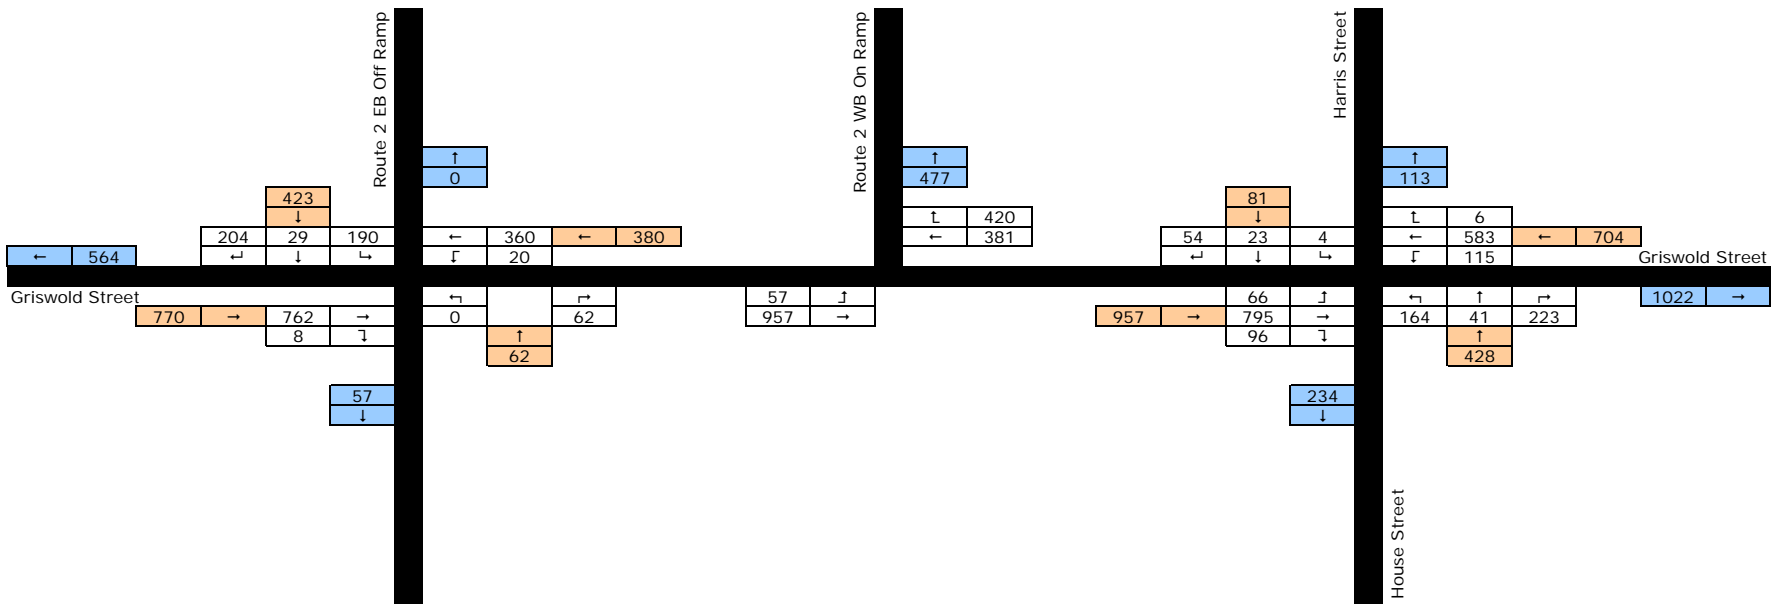 Route 2 EB Off Ramp
Route 2 WB On Ramp
Harris Street
↑ ↑ ↑
0 477 113
423 81
↓ ↓ ↰ 420 ↰ 6
204 29 190 ← 360 ← 380 ← 381 54 23 4 ← 583 ← 704
← 564 ↵ ↓ ↳ ↓ 20 ↵ ↓ ↳ ↓ 115 Griswold Street
Griswold Street ↰ ↱ 57 ↑ 66 ↑ ↰ ↑ ↱ 1022 →
770 → 762 → 0 62 957 → 957 → 795 → 164 41 223
8 ↓ ↑ 96 ↓ ↑
62 428
57 234
↓ ↓
House Street